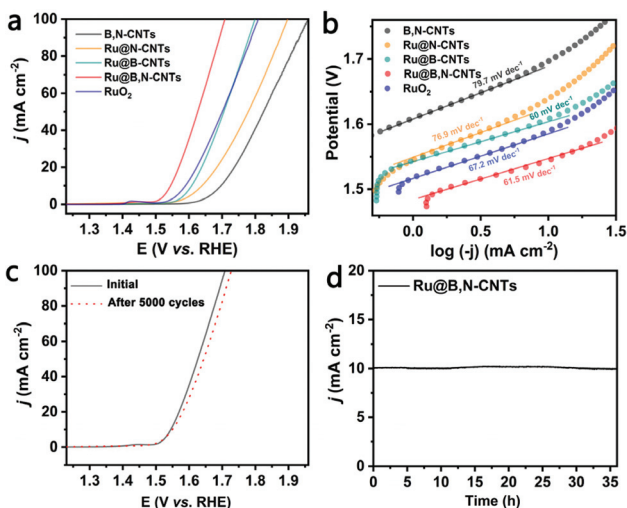 a
j (mA cm⁻²)
100
80
60
40
20
0
B,N-CNTs
Ru@N-CNTs
Ru@B-CNTs
Ru@B,N-CNTs
RuO₂
1.3 1.4 1.5 1.6 1.7 1.8 1.9
E (V vs. RHE)
b
Potential (V)
1.7
1.6
1.5
B,N-CNTs
Ru@N-CNTs
Ru@B-CNTs
Ru@B,N-CNTs
RuO₂
79.7 mV dec⁻¹
76.9 mV dec⁻¹
60 mV dec⁻¹
67.2 mV dec⁻¹
61.5 mV dec⁻¹
0.0 0.5 1.0 1.5
log (-j) (mA cm⁻²)
c
j (mA cm⁻²)
100
80
60
40
20
0
Initial
After 5000 cycles
1.3 1.4 1.5 1.6 1.7 1.8 1.9
E (V vs. RHE)
d
j (mA cm⁻²)
20
15
10
5
0
Ru@B,N-CNTs
0 5 10 15 20 25 30 35
Time (h)